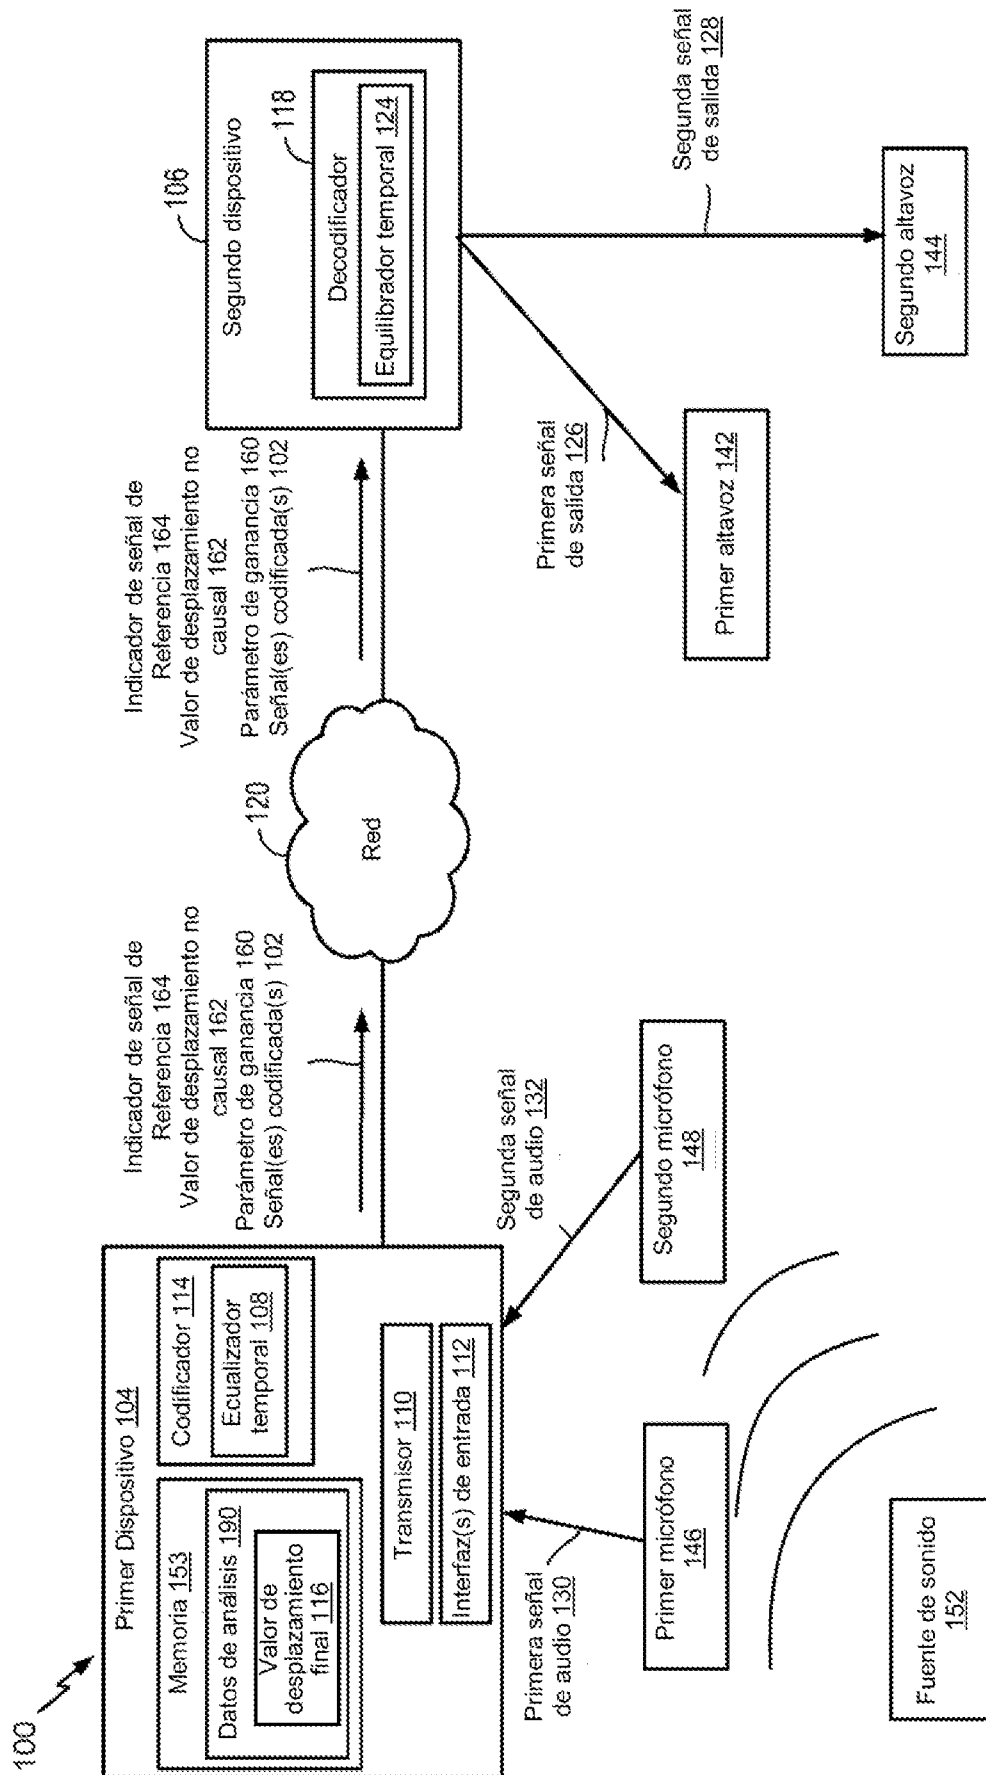 100
Primer Dispositivo 104
Memoria 153
Datos de análisis 190
Valor de
desplazamiento
final 116
Codificador 114
Ecualizador
temporal 108
Transmisor 110
Interfaz(s) de entrada 112
Primera señal
de audio 130
Segunda señal
de audio 132
Primer micrófono
146
Segundo micrófono
148
Fuente de sonido
152
Indicador de señal de
Referencia 164
Valor de desplazamiento no
causal 162
Parámetro de ganancia 160
Señal(es) codificada(s) 102
120
Red
Indicador de señal de
Referencia 164
Valor de desplazamiento no
causal 162
Parámetro de ganancia 160
Señal(es) codificada(s) 102
106
Segundo dispositivo
118
Decodificador
Equilibrador temporal 124
Primera señal
de salida 126
Segunda señal
de salida 128
Primer altavoz 142
Segundo altavoz
144